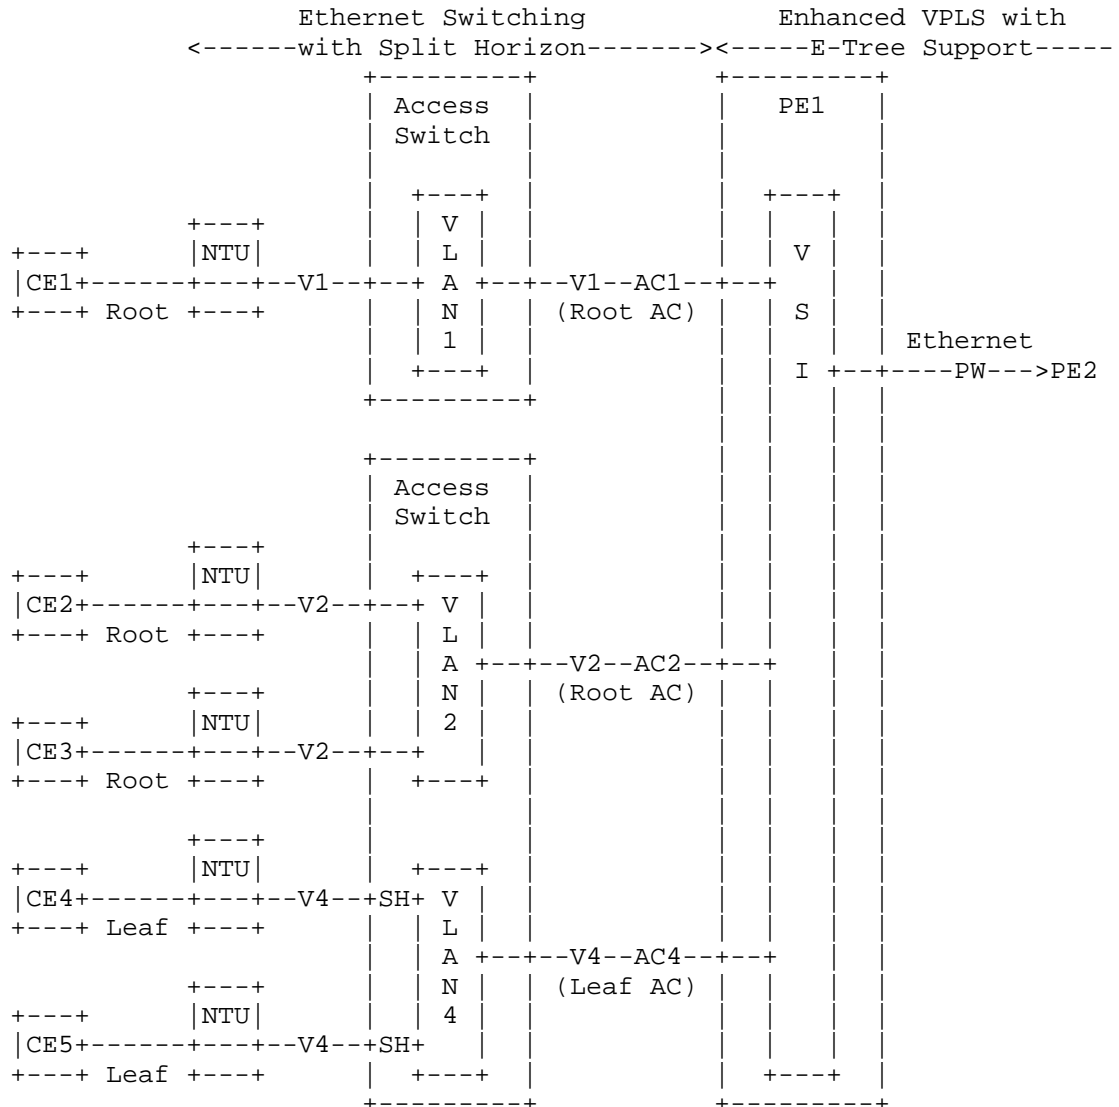 Ethernet Switching Enhanced VPLS with
<------with Split Horizon-------><-----E-Tree Support-----
Access PE1
Switch
V
NTU V
L V
CE1 V1 A V1--AC1
Root N (Root AC) S
1 Ethernet
I PW--->PE2
Access
Switch
NTU
CE2 V2 V
Root L
A V2--AC2
N (Root AC)
NTU 2
CE3 V2
Root
NTU
CE4 V4 SH V
Leaf L
A V4--AC4
N (Leaf AC)
NTU 4
CE5 V4 SH
Leaf